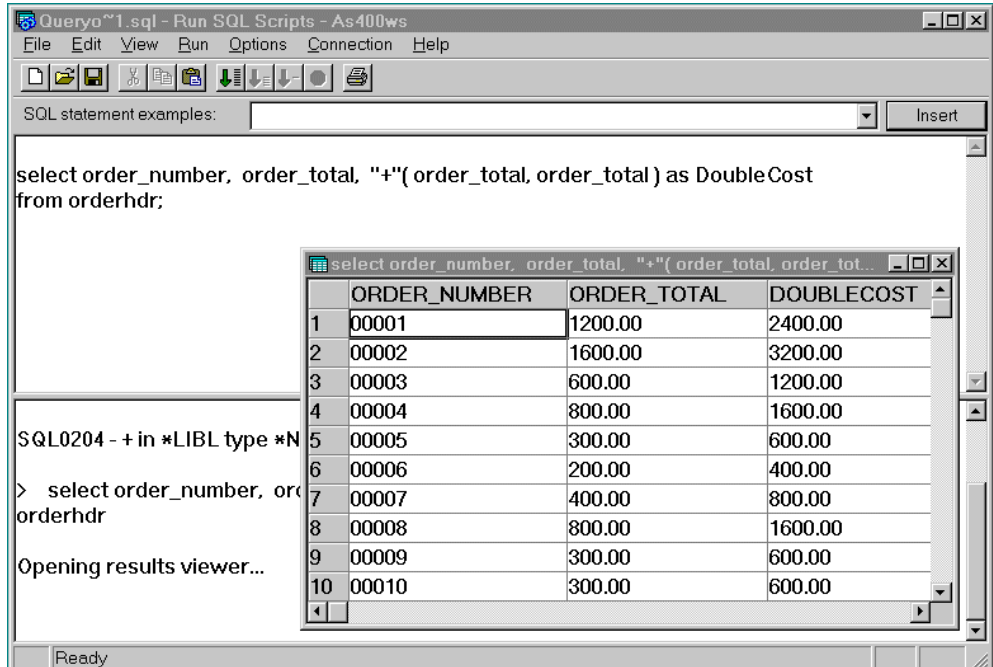 Queryo~1.sql - Run SQL Scripts - As400ws
File Edit View Run Options Connection Help
SQL statement examples:
Insert
select order_number, order_total, "+"( order_total, order_total ) as DoubleCost
from orderhdr;
select order_number, order_total, "+"( order_total, order_tot...
ORDER_NUMBER ORDER_TOTAL DOUBLECOST
1 00001 1200.00 2400.00
2 00002 1600.00 3200.00
3 00003 600.00 1200.00
4 00004 800.00 1600.00
5 00005 300.00 600.00
6 00006 200.00 400.00
7 00007 400.00 800.00
8 00008 800.00 1600.00
9 00009 300.00 600.00
10 00010 300.00 600.00
SQL0204 - + in *LIBL type *N
> select order_number, ord
orderhdr
Opening results viewer...
Ready